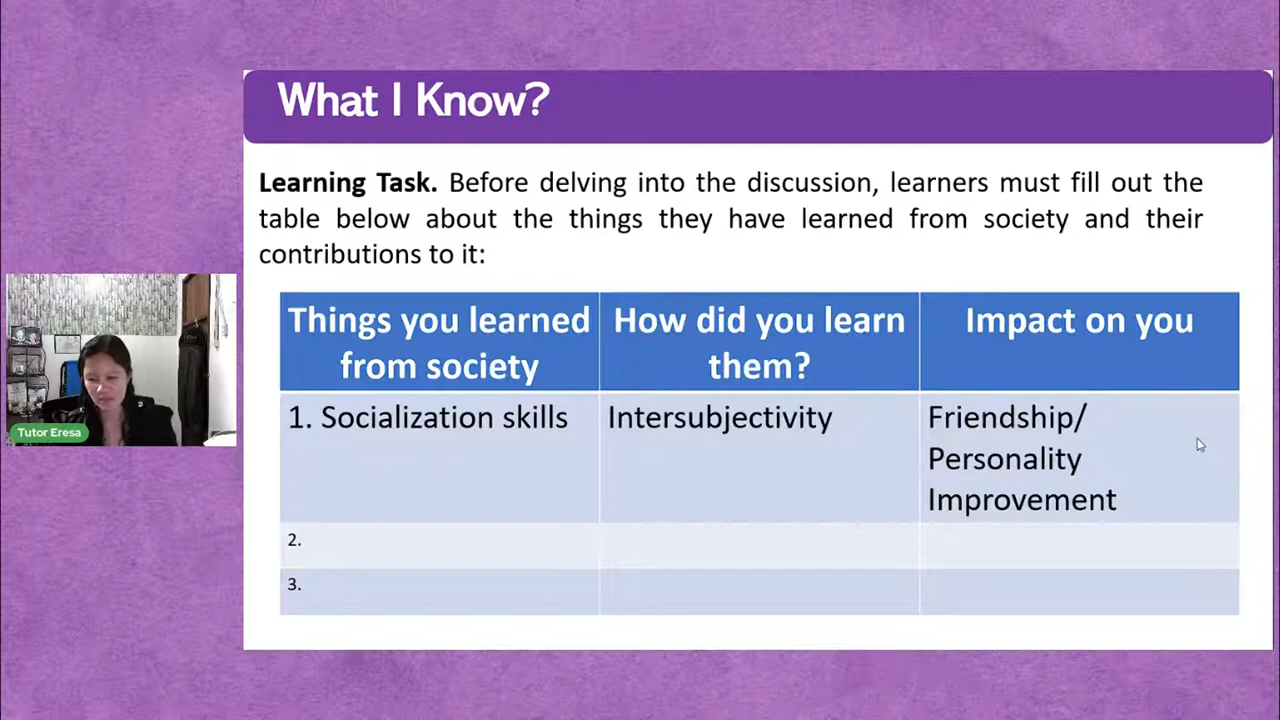 What I Know?
Learning Task. Before delving into the discussion, learners must fill out the
table below about the things they have learned from society and their
contributions to it:
Things you learned
from society
How did you learn
them?
Impact on you
1. Socialization skills
Intersubjectivity
Friendship/
Personality
Improvement
2.
3.
Tutor Eresa